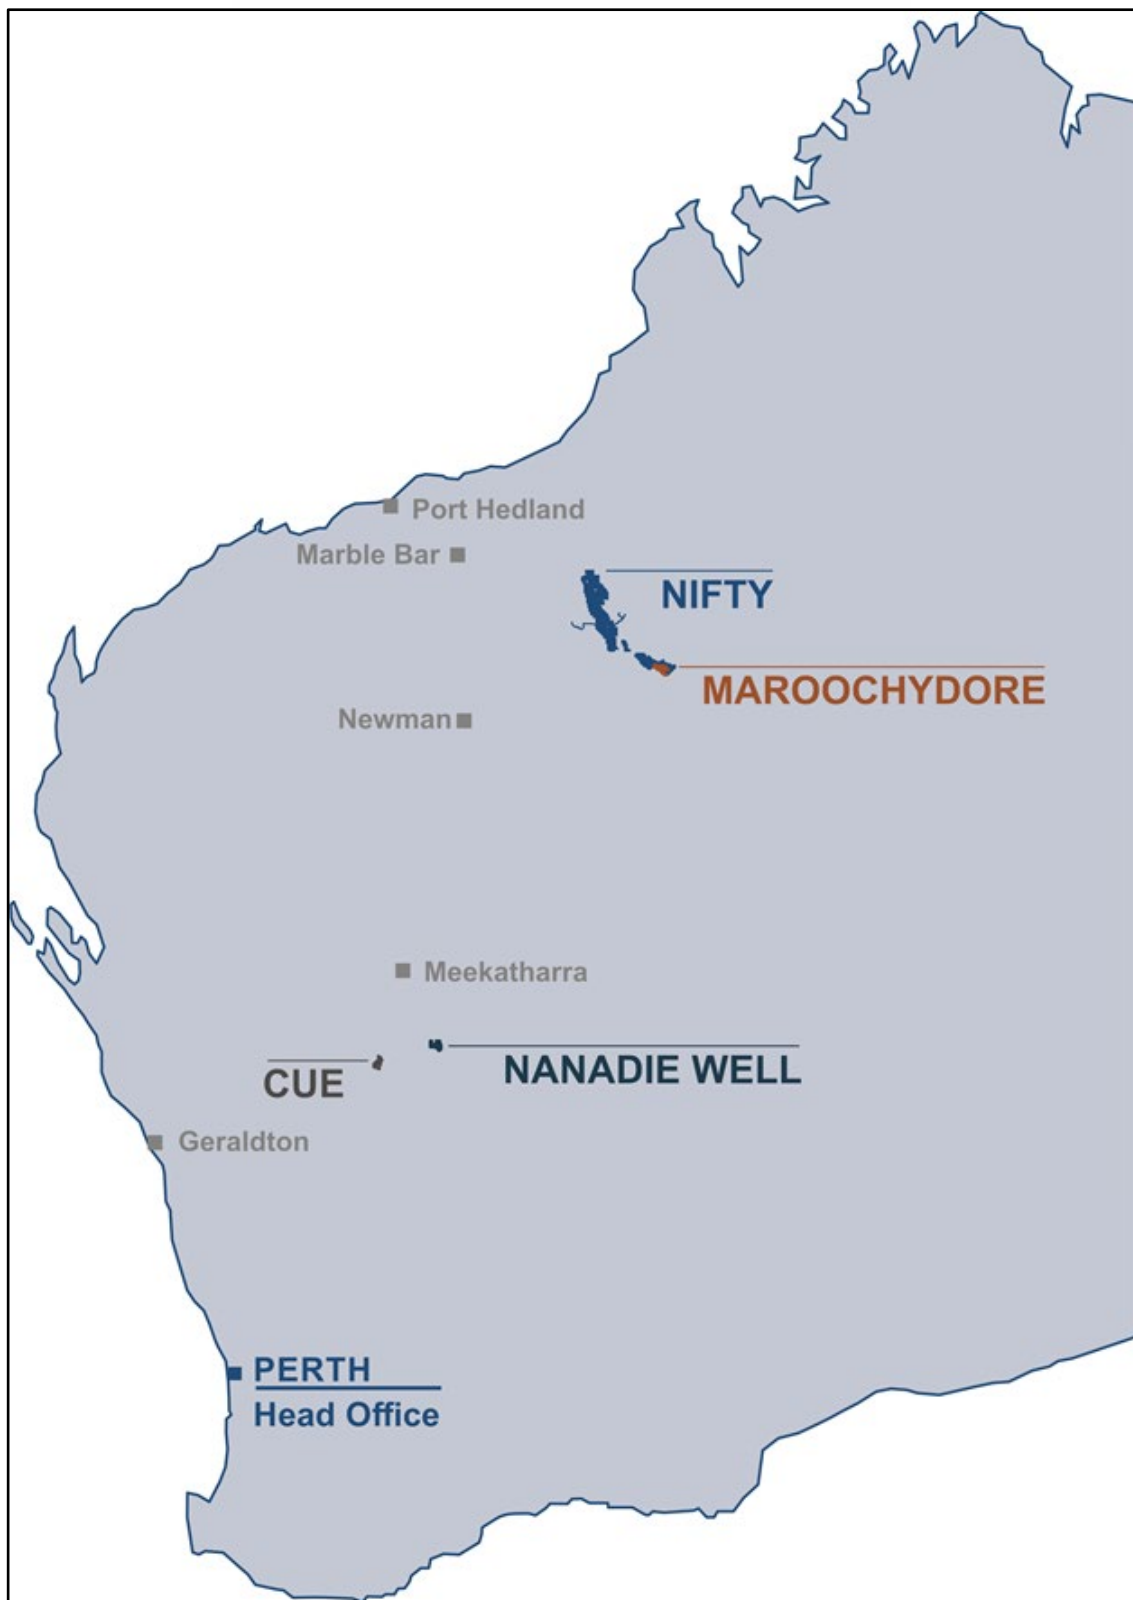 Port Hedland
Marble Bar
NIFTY
MAROOCHYDORE
Newman
Meekatharra
NANADIE WELL
CUE
Geraldton
PERTH
Head Office